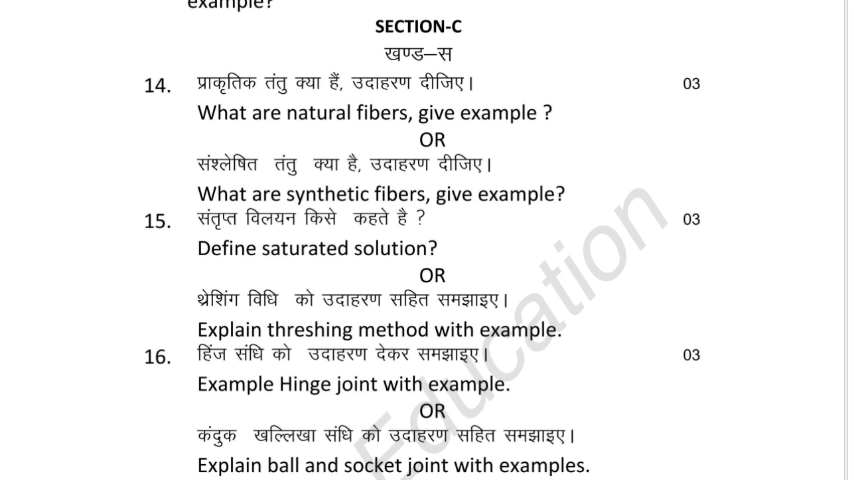 example?
SECTION-C
खण्ड–स
14. प्राकृतिक तंतु क्या हैं, उदाहरण दीजिए। 03
What are natural fibers, give example ?
OR
संश्लेषित तंतु क्या है, उदाहरण दीजिए।
What are synthetic fibers, give example?
15. संतृप्त विलयन किसे कहते है ? 03
Define saturated solution?
OR
थ्रेशिंग विधि को उदाहरण सहित समझाइए।
Explain threshing method with example.
16. हिंज संधि को उदाहरण देकर समझाइए। 03
Example Hinge joint with example.
OR
कंदुक खल्लिखा संधि को उदाहरण सहित समझाइए।
Explain ball and socket joint with examples.
Education